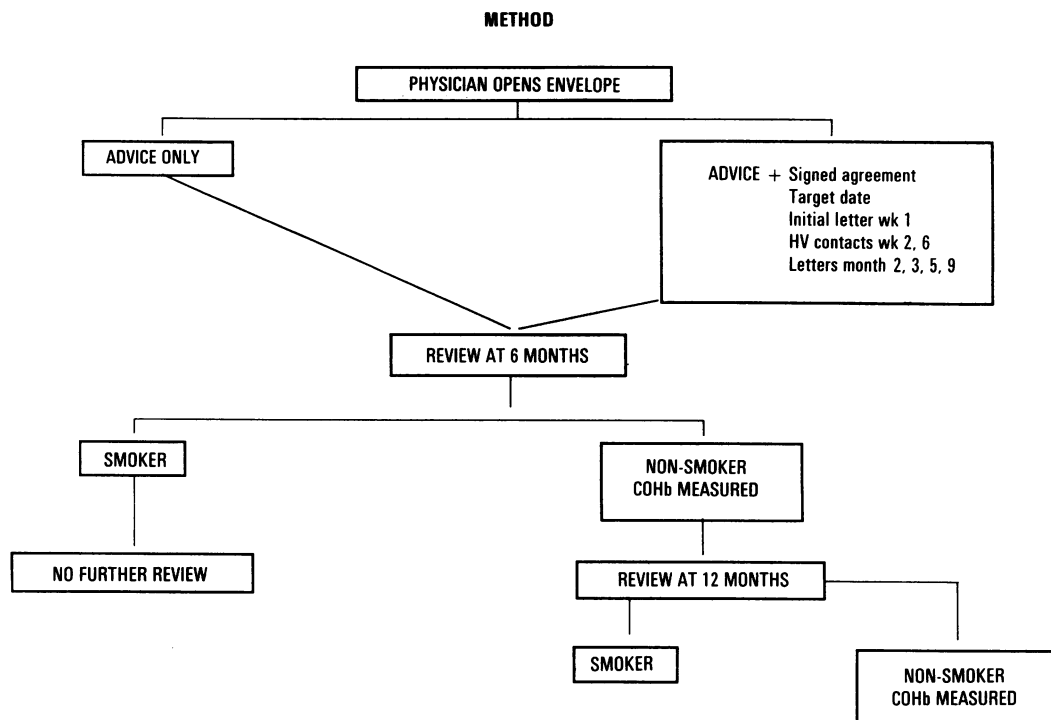 METHOD
PHYSICIAN OPENS ENVELOPE
ADVICE ONLY
ADVICE + Signed agreement
Target date
Initial letter wk 1
HV contacts wk 2, 6
Letters month 2, 3, 5, 9
REVIEW AT 6 MONTHS
SMOKER
NON-SMOKER
COHb MEASURED
NO FURTHER REVIEW
REVIEW AT 12 MONTHS
SMOKER
NON-SMOKER
COHb MEASURED